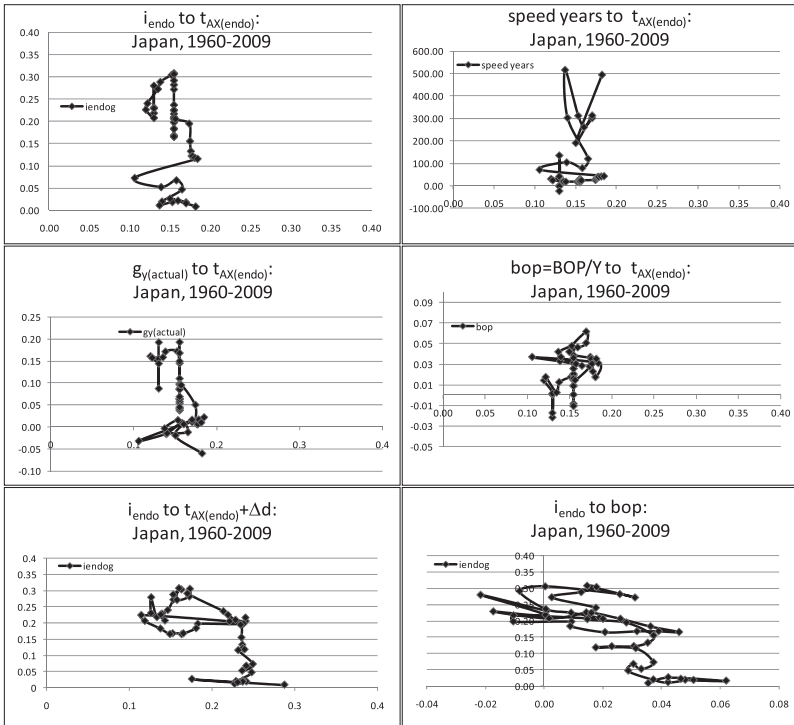 i_endo to t_AX(endo):
Japan, 1960-2009
0.40
0.35
0.30
0.25
0.20
0.15
0.10
0.05
0.00
iendog
0.00 0.05 0.10 0.15 0.20 0.25 0.30 0.35 0.40
speed years to t_AX(endo):
Japan, 1960-2009
600.00
500.00
400.00
300.00
200.00
100.00
0.00
-100.00
speed years
0.00 0.05 0.10 0.15 0.20 0.25 0.30 0.35 0.40
g_y(actual) to t_AX(endo):
Japan, 1960-2009
0.25
0.20
0.15
0.10
0.05
0.00
-0.05
-0.10
gy(actual)
0 0.1 0.2 0.3 0.4
bop=BOP/Y to t_AX(endo):
Japan, 1960-2009
0.09
0.07
0.05
0.03
0.01
-0.01
-0.03
-0.05
bop
0.00 0.05 0.10 0.15 0.20 0.25 0.30 0.35 0.40
i_endo to t_AX(endo)+Δd:
Japan, 1960-2009
0.4
0.35
0.3
0.25
0.2
0.15
0.1
0.05
0
iendog
0 0.1 0.2 0.3 0.4
i_endo to bop:
Japan, 1960-2009
0.40
0.35
0.30
0.25
0.20
0.15
0.10
0.05
0.00
iendog
-0.04 -0.02 0.00 0.02 0.04 0.06 0.08